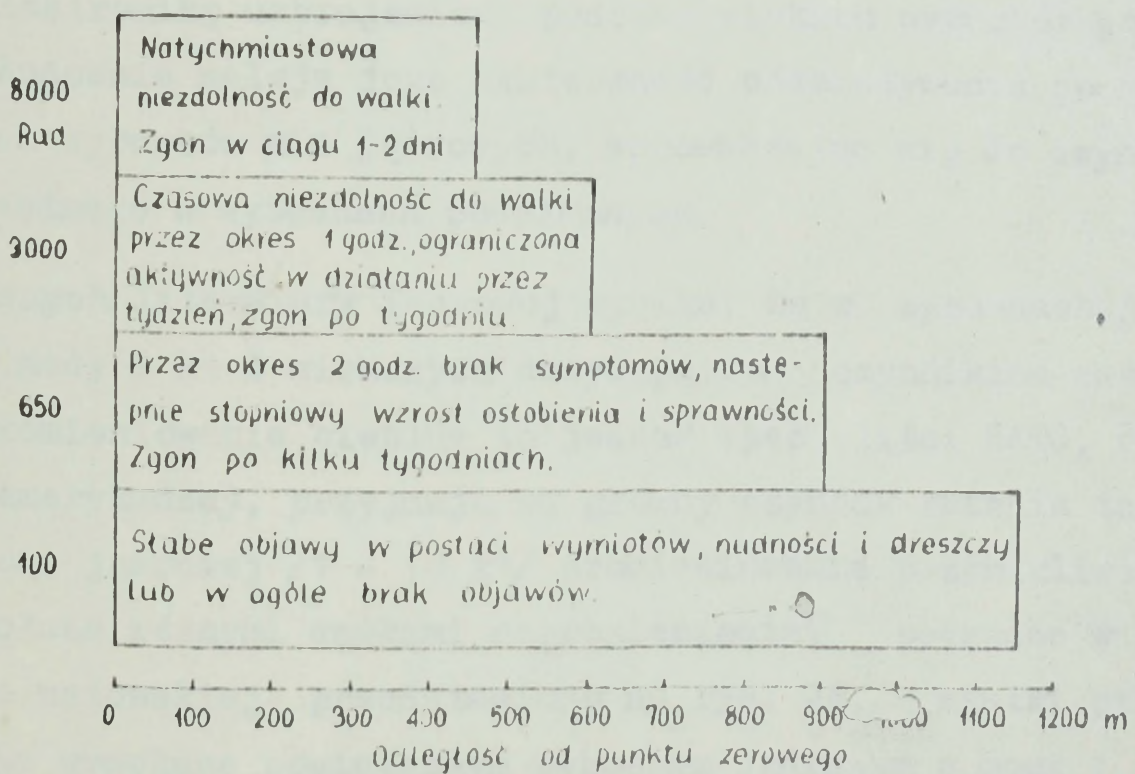 8000
Rad
Natychmiastowa
niezdolność do walki.
Zgon w ciągu 1-2 dni
3000
Czasowa niezdolność do walki
przez okres 1 godz., ograniczona
aktywność w działaniu przez
tydzień, zgon po tygodniu.
650
Przez okres 2 godz. brak symptomów, nastę-
pnie stopniowy wzrost osłobienia i sprawności.
Zgon po kilku tygodniach.
100
Słabe objawy w postaci wymiotów, nudności i dreszczy
lub w ogóle brak objawów.
0 100 200 300 400 500 600 700 800 900 1000 1100 1200 m
Odległość od punktu zerowego